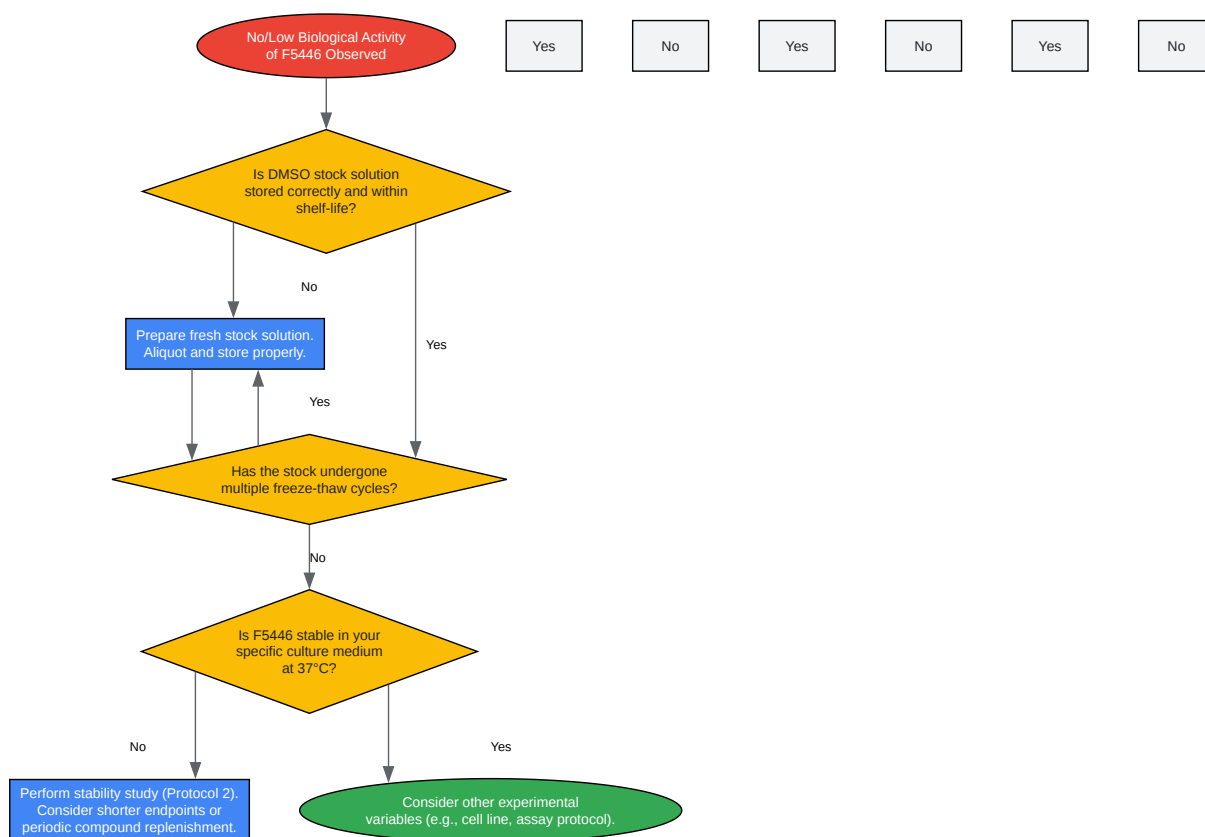 No/Low Biological Activity
of F5446 Observed
Yes
No
Yes
No
Yes
No
Is DMSO stock solution
stored correctly and within
shelf-life?
No
Prepare fresh stock solution.
Aliquot and store properly.
Yes
Yes
Has the stock undergone
multiple freeze-thaw cycles?
No
Is F5446 stable in your
specific culture medium
at 37°C?
No
Yes
Perform stability study (Protocol 2).
Consider shorter endpoints or
periodic compound replenishment.
Consider other experimental
variables (e.g., cell line, assay protocol).